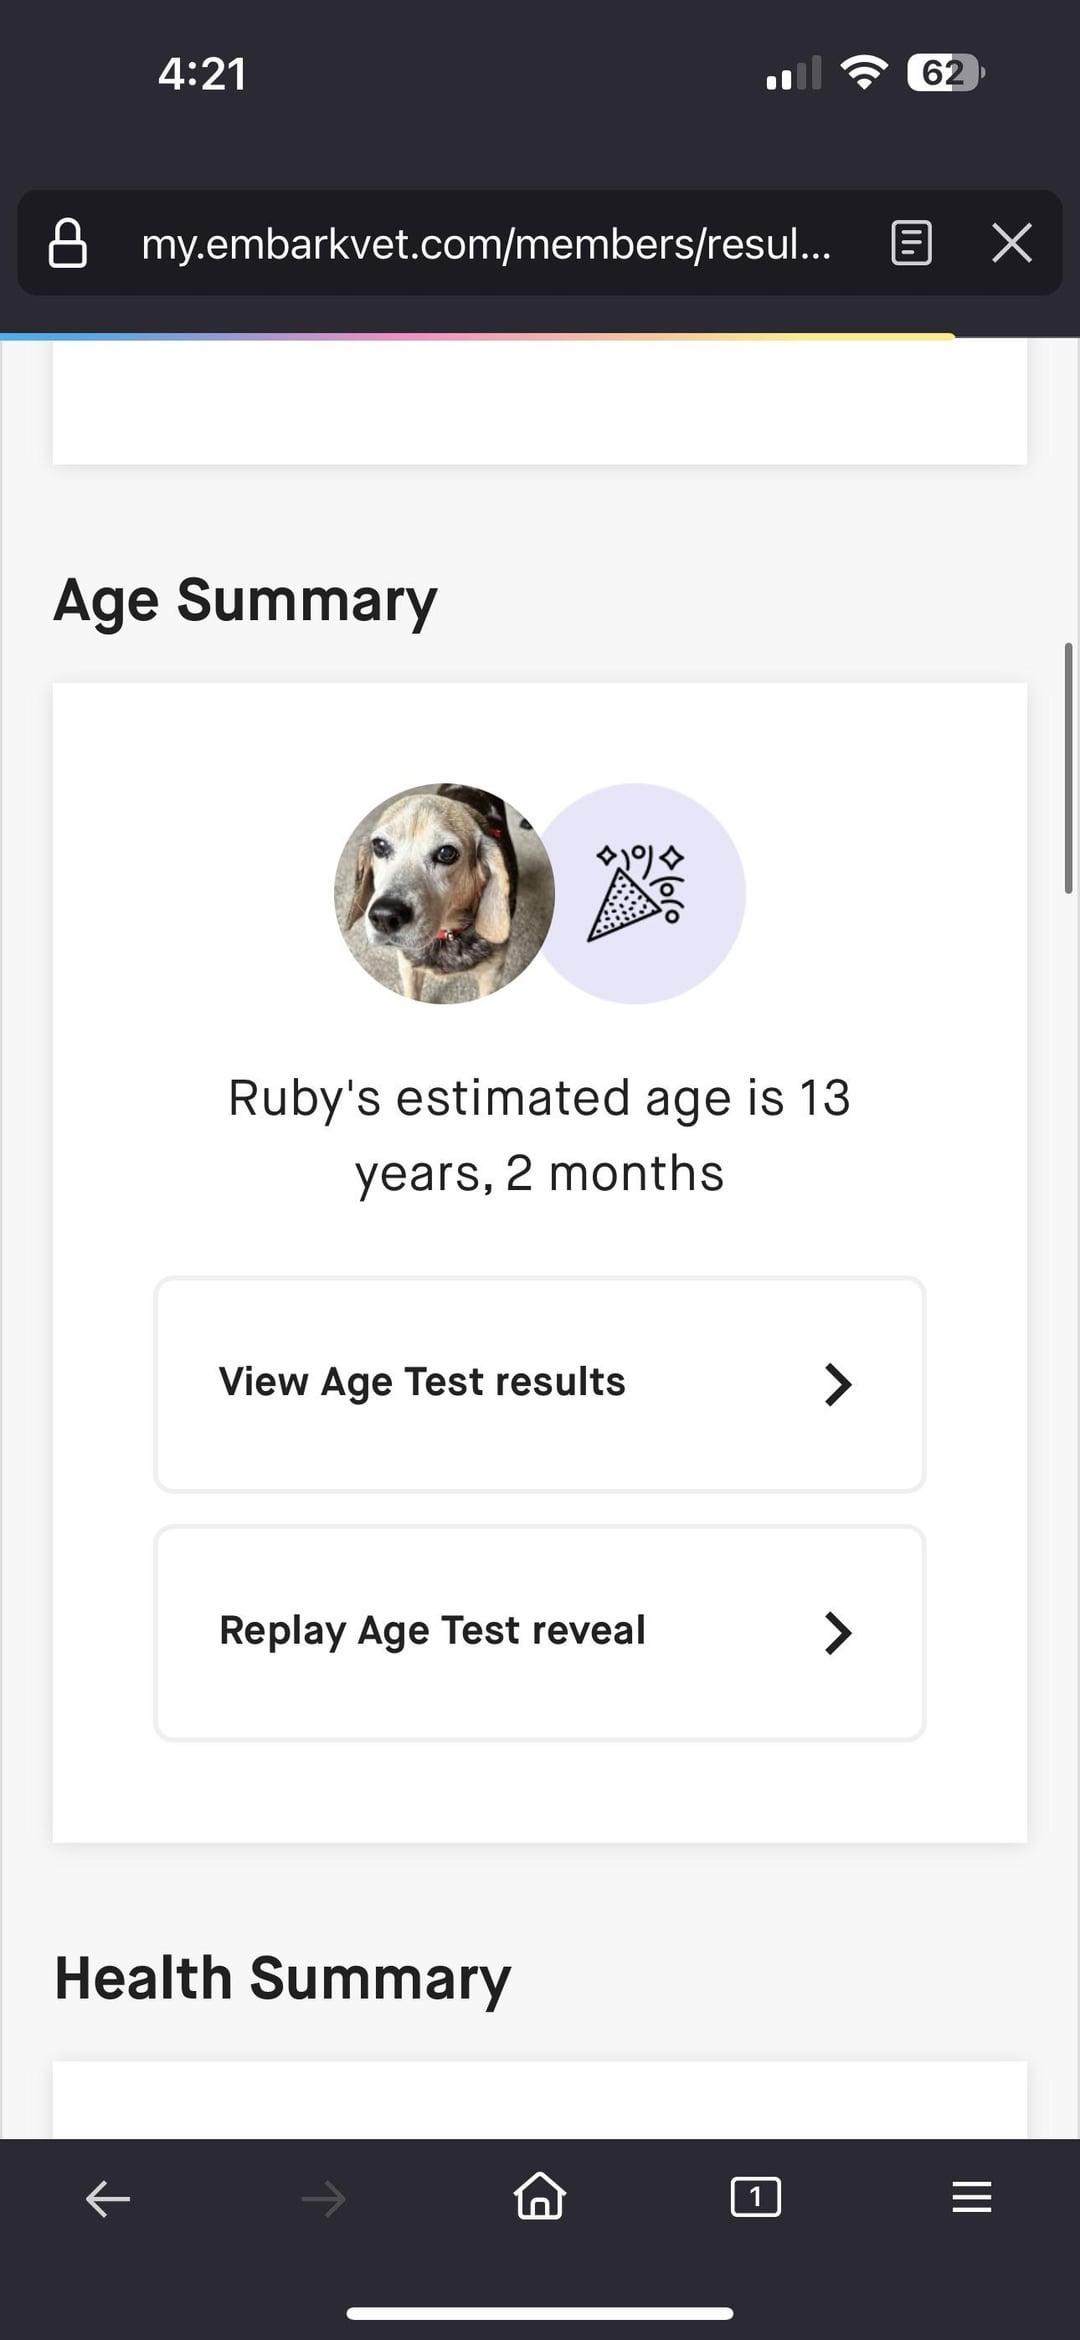 4:21
62
my.embarkvet.com/members/resul...
Age Summary
Ruby's estimated age is 13
years, 2 months
View Age Test results
Replay Age Test reveal
Health Summary
1